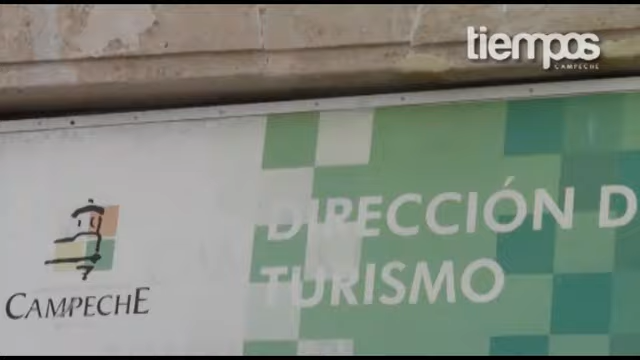 tiempos
CAMPECHE
DIRECCIÓN D
TURISMO
CAMPECHE